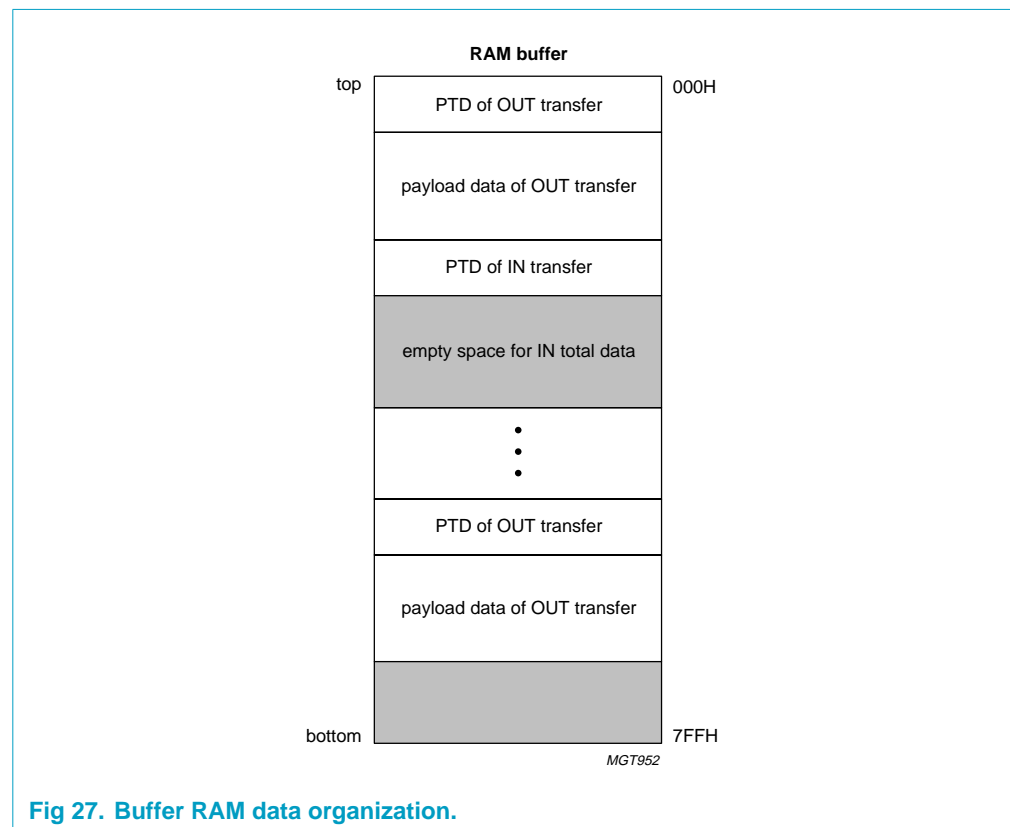 RAM buffer
top
000H
PTD of OUT transfer
payload data of OUT transfer
PTD of IN transfer
empty space for IN total data
PTD of OUT transfer
payload data of OUT transfer
bottom
7FFH
MGT952
Fig 27. Buffer RAM data organization.